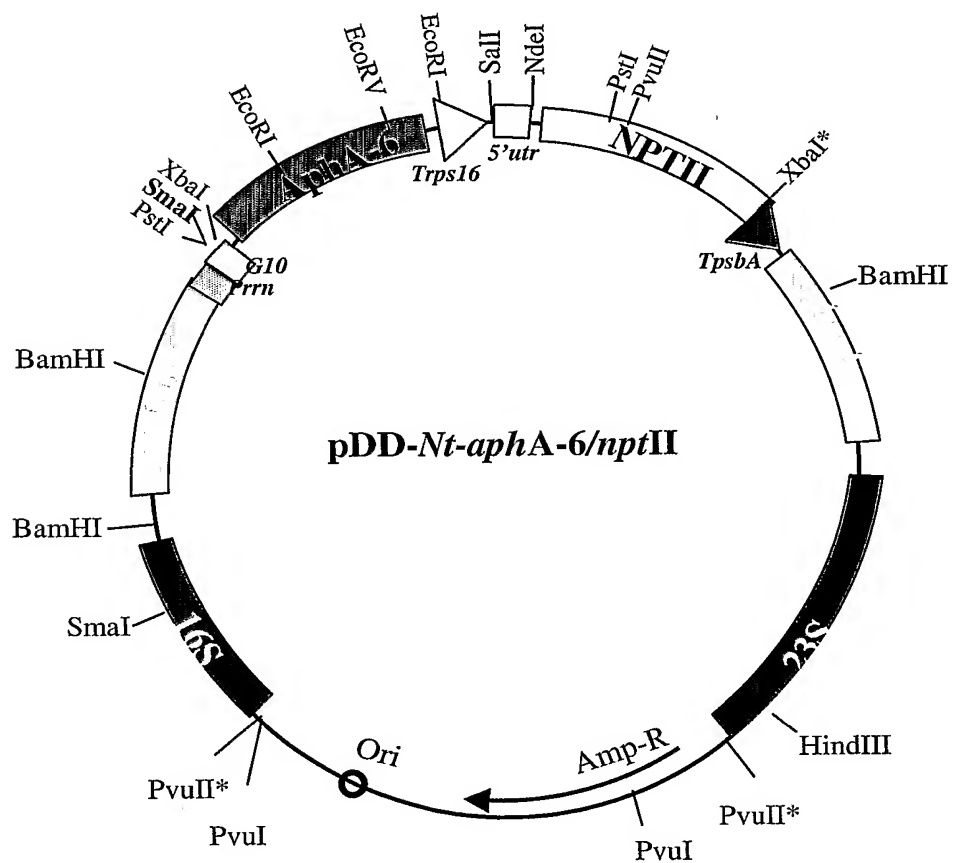 EcoRI
EcoRV
EcoRI
SalI
NdeI
PstI
PvuII
XbaI*
XbaI
SmaI
PstI
AphA-6
Trps16
5'utr
NPTII
TpsbA
G10
Prrn
BamHI
BamHI
pDD-Nt-aphA-6/nptII
BamHI
SmaI
16S
23S
HindIII
PvuII*
PvuI
Ori
Amp-R
PvuI
PvuII*